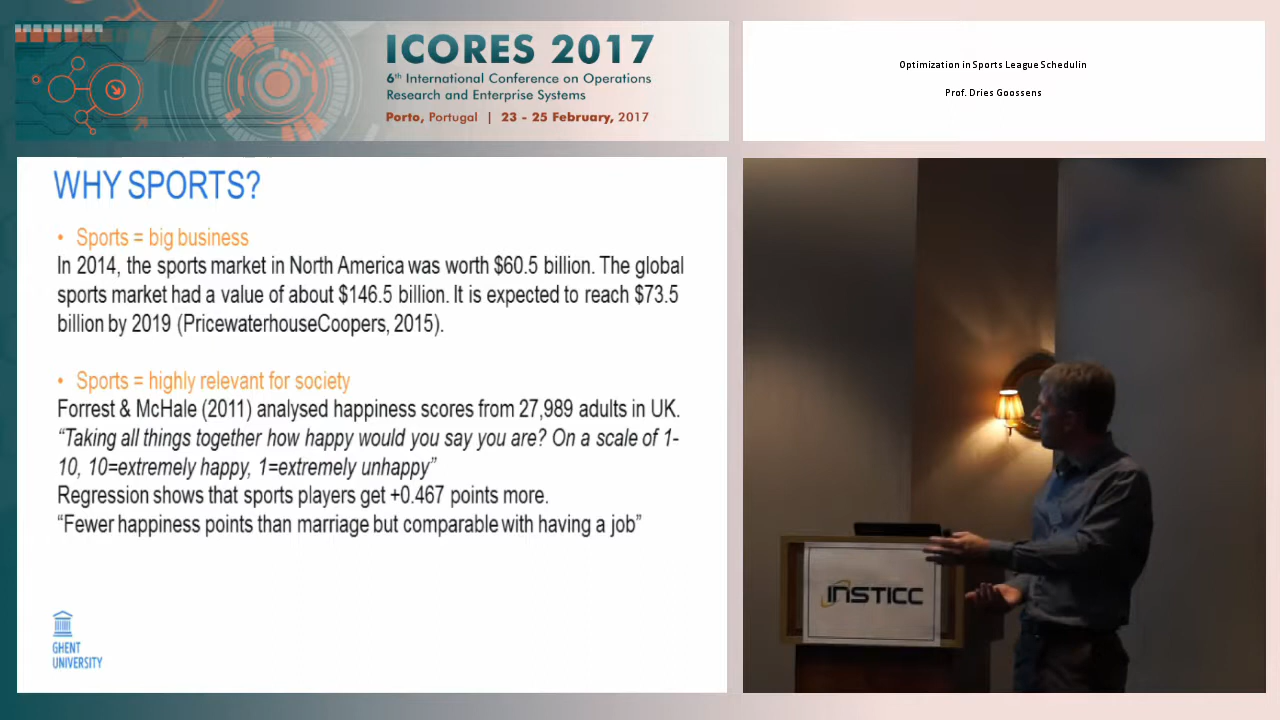 ICORES 2017
6th International Conference on Operations
Research and Enterprise Systems
Porto, Portugal | 23 - 25 February, 2017
Optimization in Sports League Schedulin
Prof. Dries Goossens
WHY SPORTS?
• Sports = big business
In 2014, the sports market in North America was worth $60.5 billion. The global
sports market had a value of about $146.5 billion. It is expected to reach $73.5
billion by 2019 (PricewaterhouseCoopers, 2015).
• Sports = highly relevant for society
Forrest & McHale (2011) analysed happiness scores from 27,989 adults in UK.
“Taking all things together how happy would you say you are? On a scale of 1-
10, 10=extremely happy, 1=extremely unhappy”
Regression shows that sports players get +0.467 points more.
“Fewer happiness points than marriage but comparable with having a job”
GHENT
UNIVERSITY
INSTICC